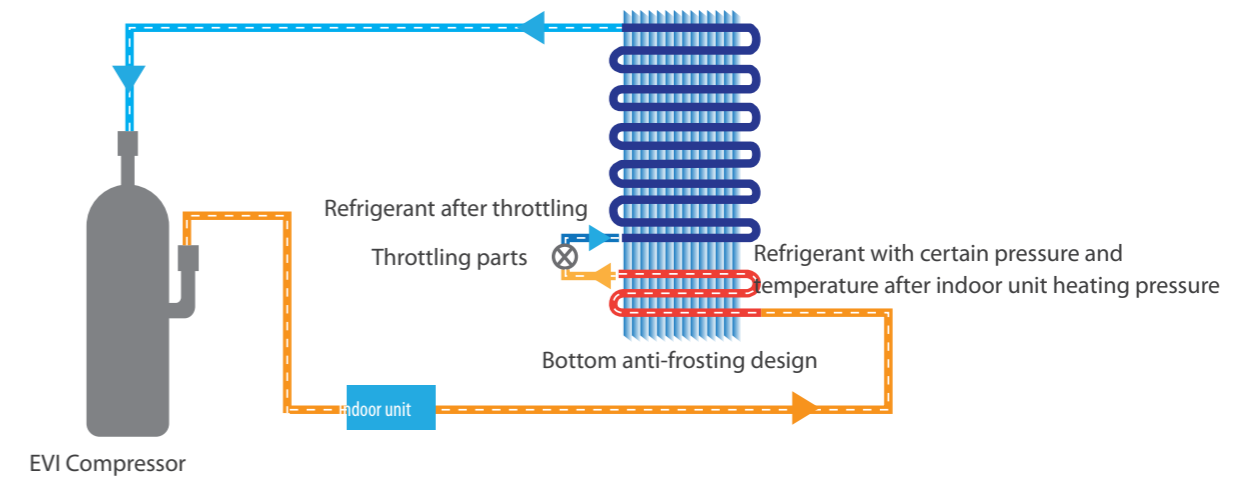 Refrigerant after throttling
Throttling parts
Refrigerant with certain pressure and
temperature after indoor unit heating pressure
Bottom anti-frosting design
Indoor unit
EVI Compressor